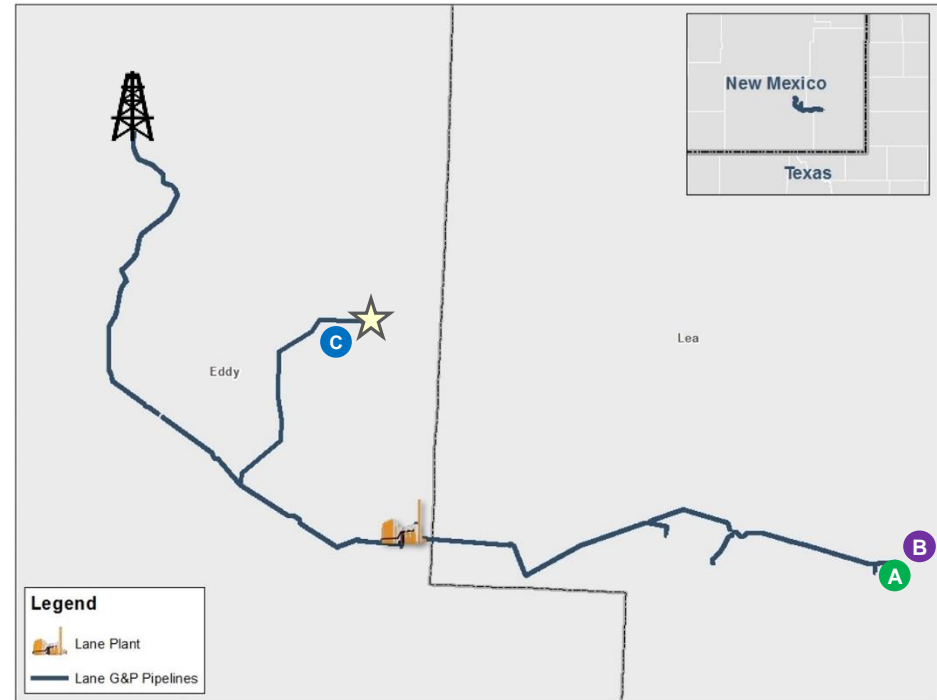 New Mexico
Texas
Lea
C
Eddy
B
A
Legend
Lane Plant
Lane G&P Pipelines